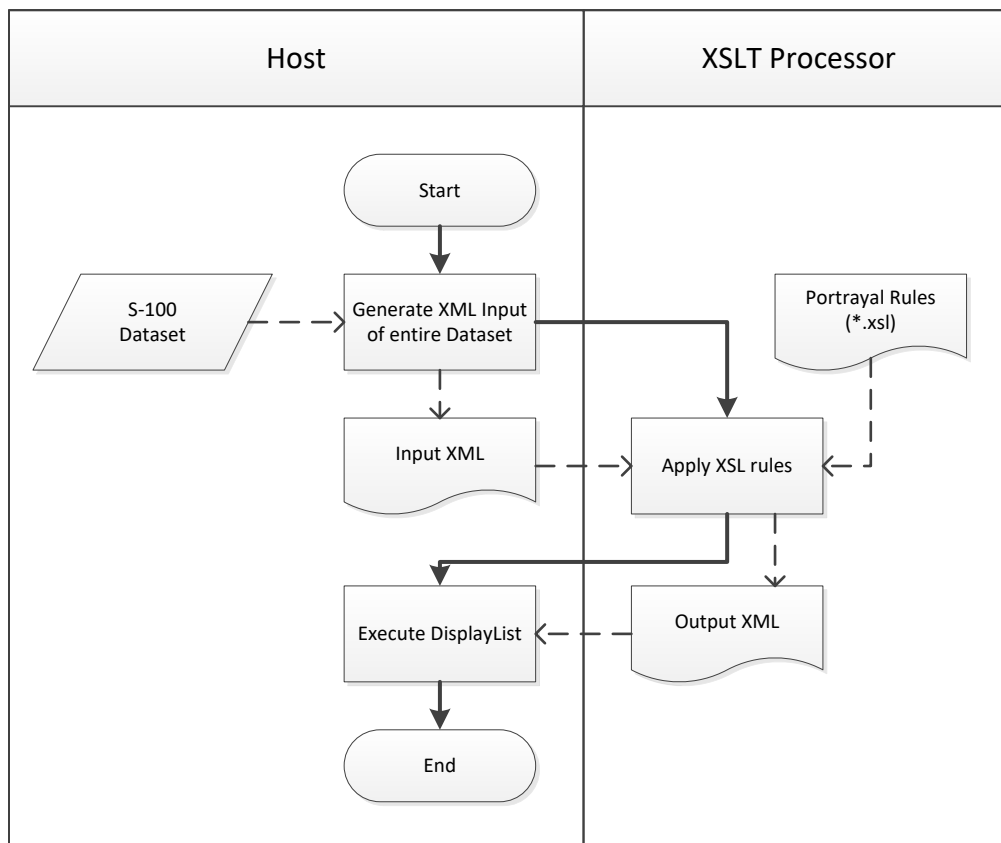 Host
XSLT Processor
Start
S-100
Dataset
Generate XML Input
of entire Dataset
Portrayal Rules
(*.xsl)
Input XML
Apply XSL rules
Execute DisplayList
Output XML
End